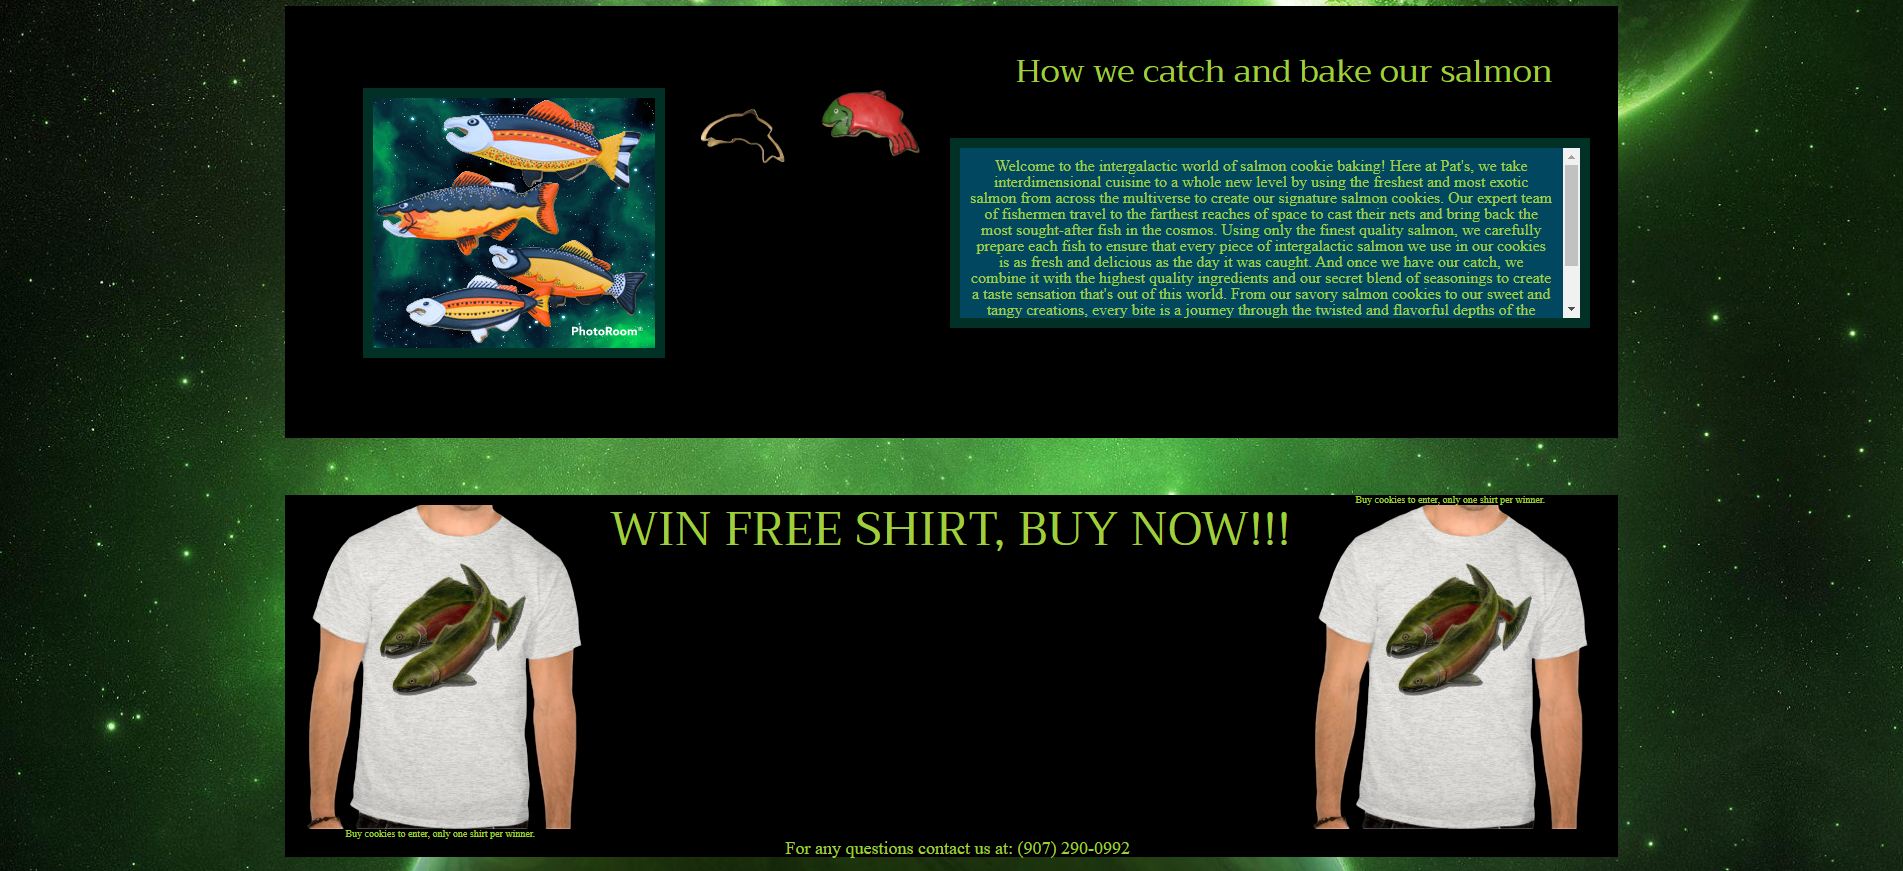 How we catch and bake our salmon
PhotoRoom®
Welcome to the intergalactic world of salmon cookie baking! Here at Pat's, we take
interdimensional cuisine to a whole new level by using the freshest and most exotic
salmon from across the multiverse to create our signature salmon cookies. Our expert team
of fishermen travel to the farthest reaches of space to cast their nets and bring back the
most sought-after fish in the cosmos. Using only the finest quality salmon, we carefully
prepare each fish to ensure that every piece of intergalactic salmon we use in our cookies
is as fresh and delicious as the day it was caught. And once we have our catch, we
combine it with the highest quality ingredients and our secret blend of seasonings to create
a taste sensation that's out of this world. From our savory salmon cookies to our sweet and
tangy creations, every bite is a journey through the twisted and flavorful depths of the
Buy cookies to enter, only one shirt per winner.
WIN FREE SHIRT, BUY NOW!!!
Buy cookies to enter, only one shirt per winner.
For any questions contact us at: (907) 290-0992